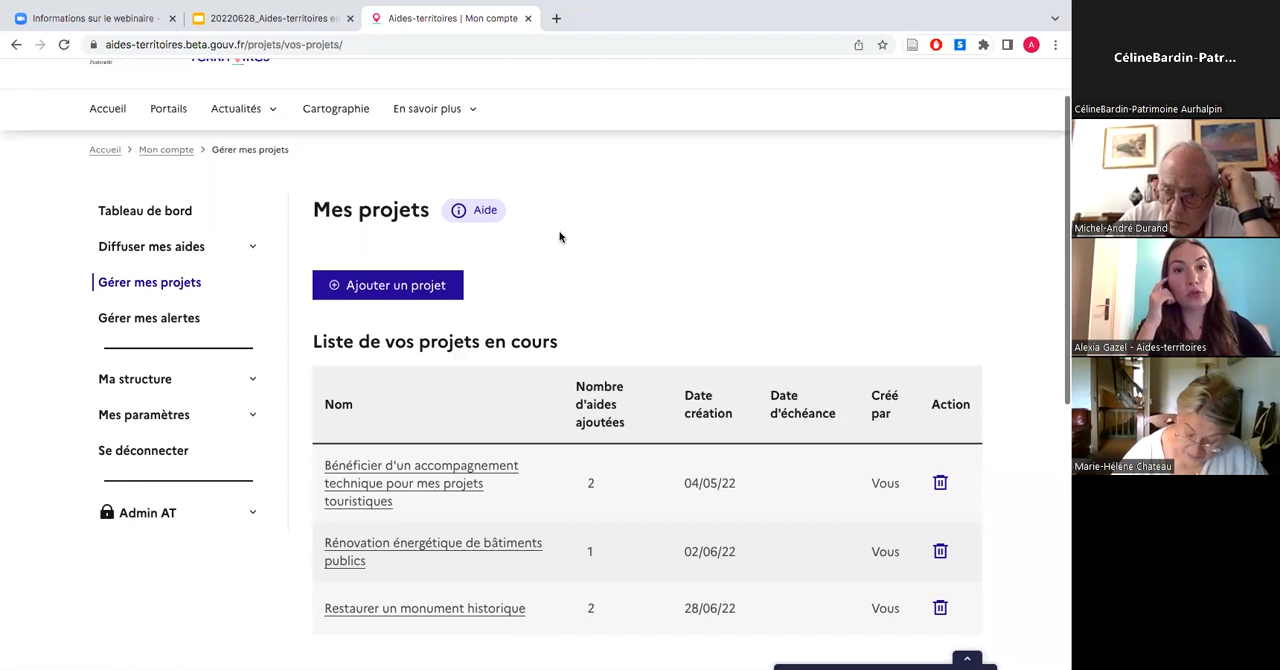 Informations sur le webinaire -
20220628_Aides-territoires en
Aides-territoires | Mon compte
aides-territoires.beta.gouv.fr/projets/vos-projets/
A
Fraternité
Accueil
Portails
Actualités
Cartographie
En savoir plus
Accueil > Mon compte > Gérer mes projets
Tableau de bord
Diffuser mes aides
Gérer mes projets
Gérer mes alertes
Ma structure
Mes paramètres
Se déconnecter
Admin AT
Mes projets
Aide
Ajouter un projet
Liste de vos projets en cours
Nom
Nombre
d'aides
ajoutées
Date
création
Date
d'échéance
Créé
par
Action
Bénéficier d'un accompagnement
technique pour mes projets
touristiques
2
04/05/22
Vous
Rénovation énergétique de bâtiments
publics
1
02/06/22
Vous
Restaurer un monument historique
2
28/06/22
Vous
CélineBardin-Patr...
CélineBardin-Patrimoine Aurhalpin
Michel-André Durand
Alexia Gazel - Aides-territoires
Marie-Hélène Chateau